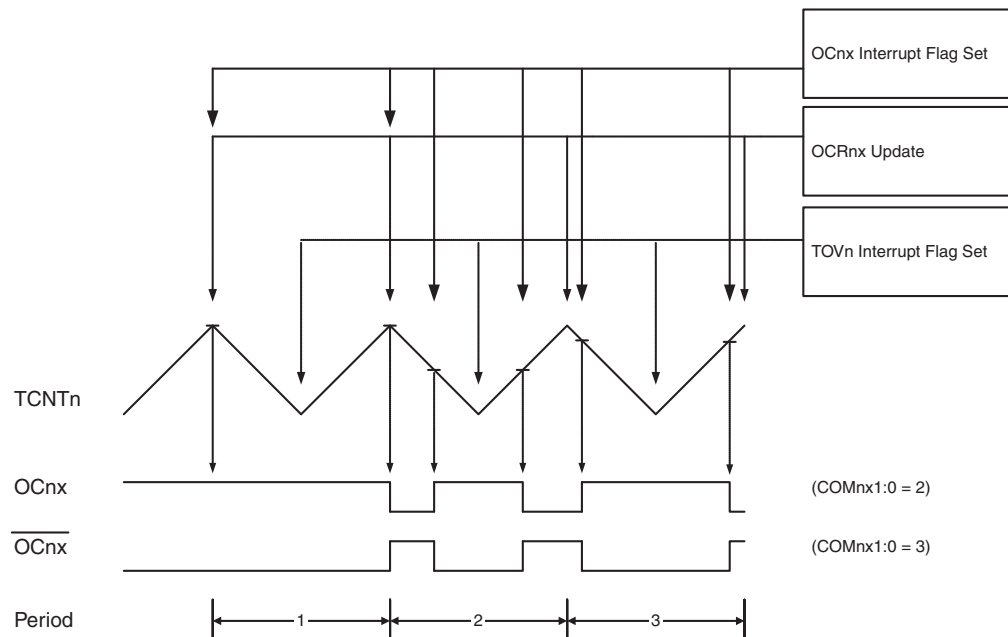 OCnx Interrupt Flag Set
OCRnx Update
TOVn Interrupt Flag Set
TCNTn
OCnx
(COMnx1:0 = 2)
OCnx
(COMnx1:0 = 3)
Period
1
2
3